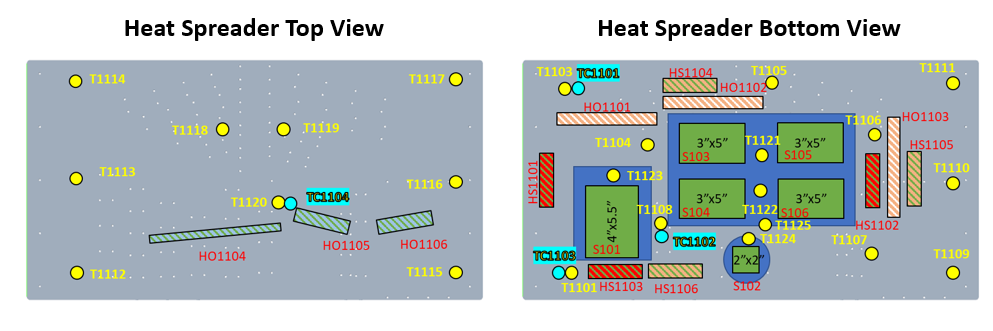 Heat Spreader Top View
T1114
T1117
T1118
T1119
T1113
T1116
TC1104
T1120
HO1105
HO1106
HO1104
T1112
T1115
Heat Spreader Bottom View
T1103
TC1101
HS1104
T1105
T1111
HO1102
HO1101
HO1103
T1106
T1104
3”x5”
T1121
3”x5”
S103
S105
HS1105
HS1101
T1123
T1110
3”x5”
3”x5”
4”x5.5”
T1108
S104
T1122
S106
HS1102
T1125
TC1102
T1124
T1107
S101
TC1103
2”x2”
T1109
T1101
HS1103
HS1106
S102